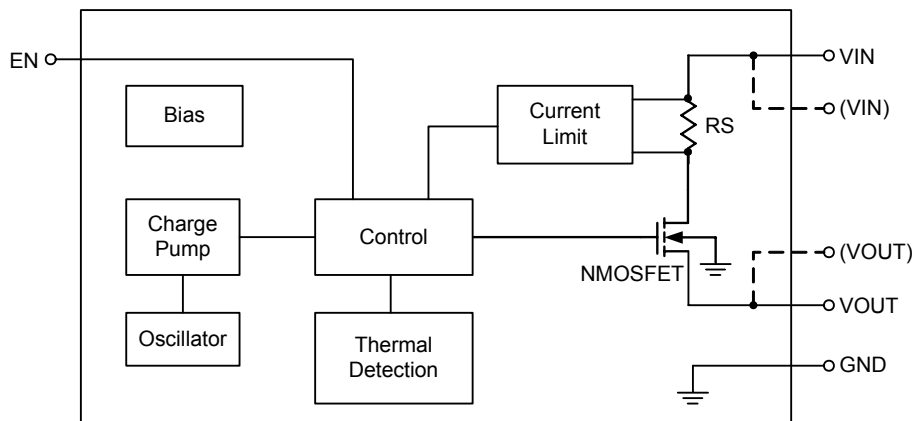 EN
VIN
(VIN)
Bias
Current
Limit
RS
Charge
Pump
Control
NMOSFET
(VOUT)
VOUT
Oscillator
Thermal
Detection
GND